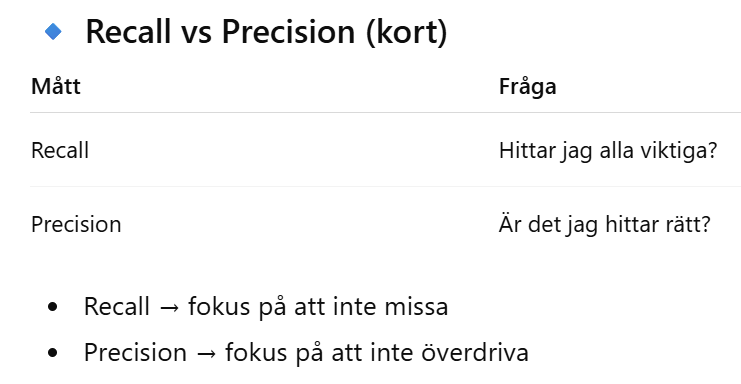 🔹 Recall vs Precision (kort)
Mått Fråga
Recall Hittar jag alla viktiga?
Precision Är det jag hittar rätt?
• Recall → fokus på att inte missa
• Precision → fokus på att inte överdriva